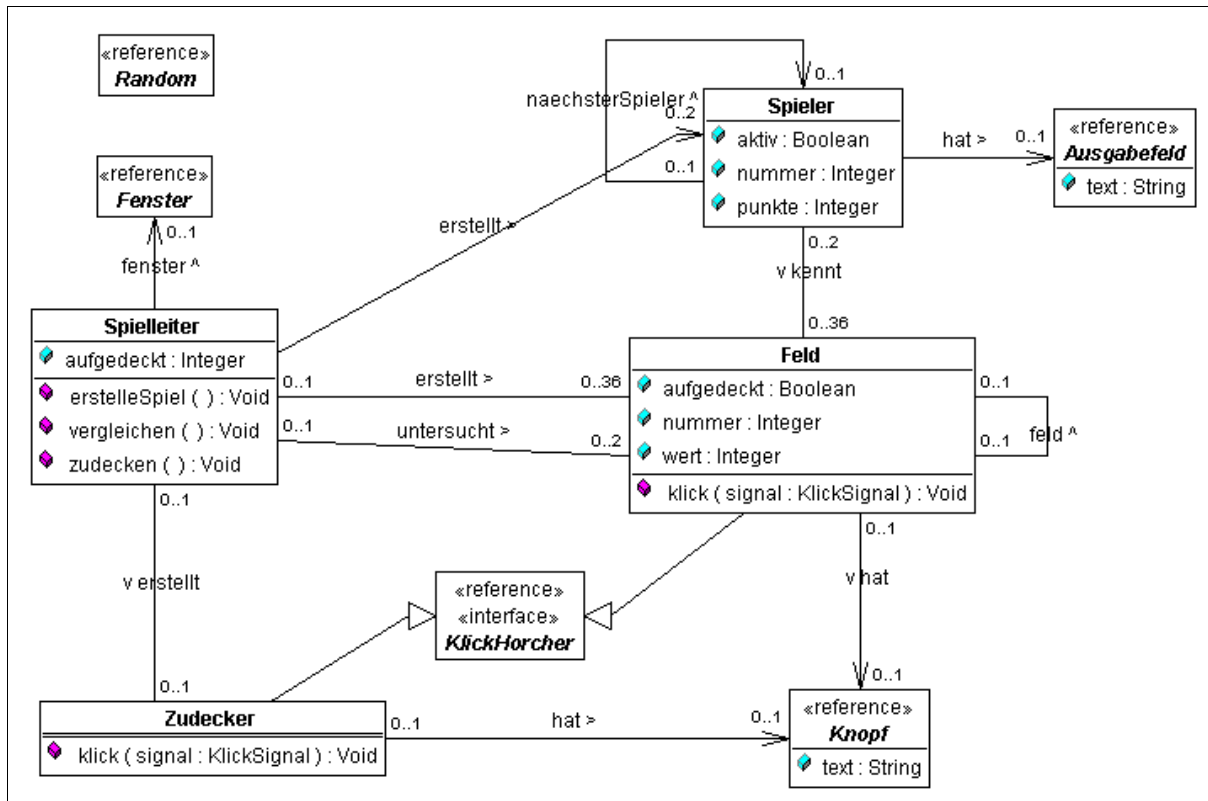 «reference»
Random
«reference»
Fenster
0..1
fenster ^
naechsterSpieler ^
0..1
0..2
0..1
Spieler
aktiv : Boolean
nummer : Integer
punkte : Integer
hat >
0..1
«reference»
Ausgabefeld
text : String
erstellt >
0..2
v kennt
0..36
Spielleiter
aufgedeckt : Integer
erstelleSpiel ( ) : Void
vergleichen ( ) : Void
zudecken ( ) : Void
0..1
erstellt >
0..36
0..1
untersucht >
0..2
Feld
aufgedeckt : Boolean
nummer : Integer
wert : Integer
klick ( signal : KlickSignal ) : Void
0..1
0..1
feld ^
0..1
v erstellt
0..1
«reference»
«interface»
KlickHorcher
0..1
v hat
0..1
Zudecker
klick ( signal : KlickSignal ) : Void
0..1
hat >
0..1
«reference»
Knopf
text : String